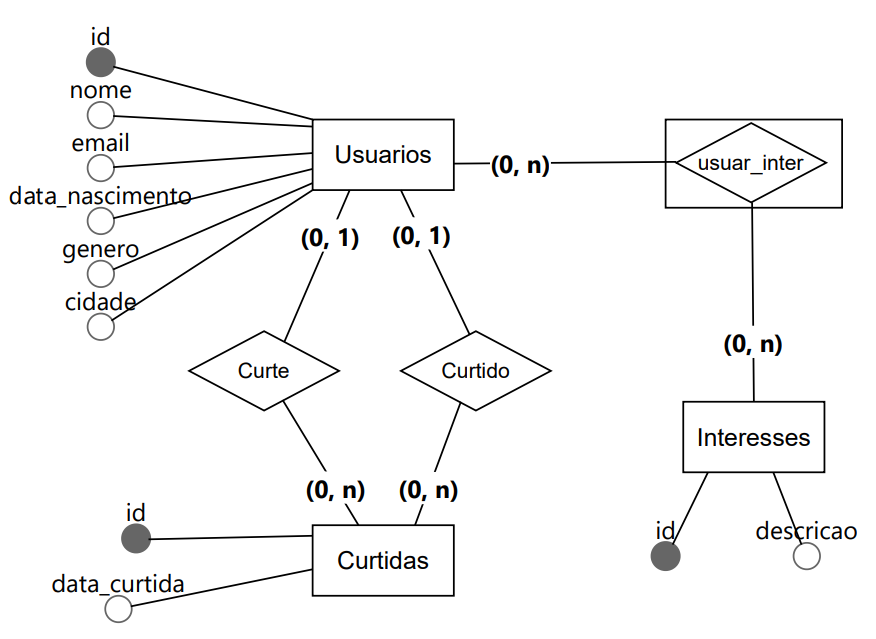 id
nome
email
data_nascimento
genero
cidade
Usuarios
(0, n)
usuar_inter
(0, 1)
(0, 1)
Curte
Curtido
(0, n)
Interesses
(0, n)
(0, n)
id
data_curtida
Curtidas
id
descricao